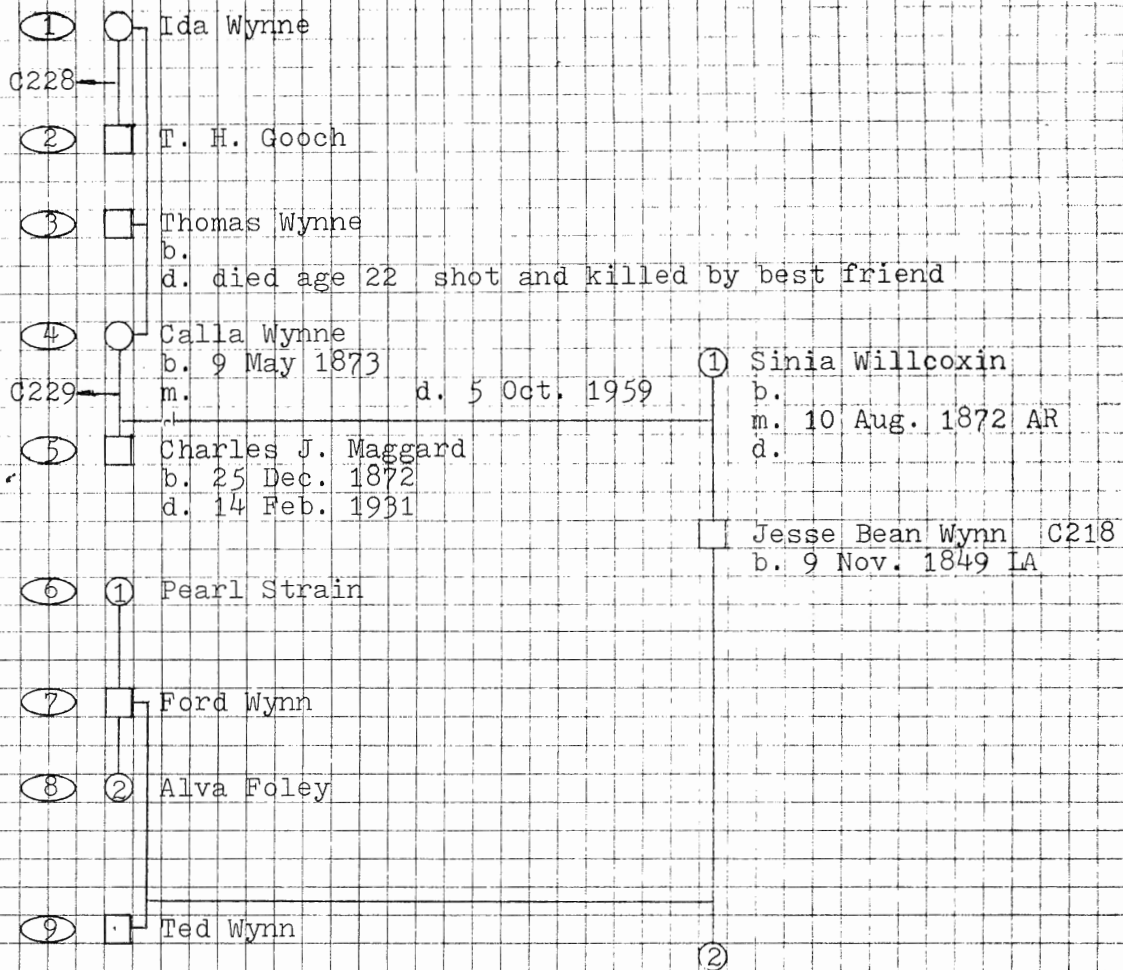 1 Ida Wynne
C228
2 T. H. Gooch
3 Thomas Wynne
b.
d. died age 22 shot and killed by best friend
4 Calla Wynne
b. 9 May 1873
C229 m. d. 5 Oct. 1959
5 Charles J. Maggard
b. 25 Dec. 1872
d. 14 Feb. 1931
6 1 Pearl Strain
7 Ford Wynn
8 2 Alva Foley
9 Ted Wynn
1 Sinia Willcoxin
b.
m. 10 Aug. 1872 AR
d.
Jesse Bean Wynn C218
b. 9 Nov. 1849 LA
2